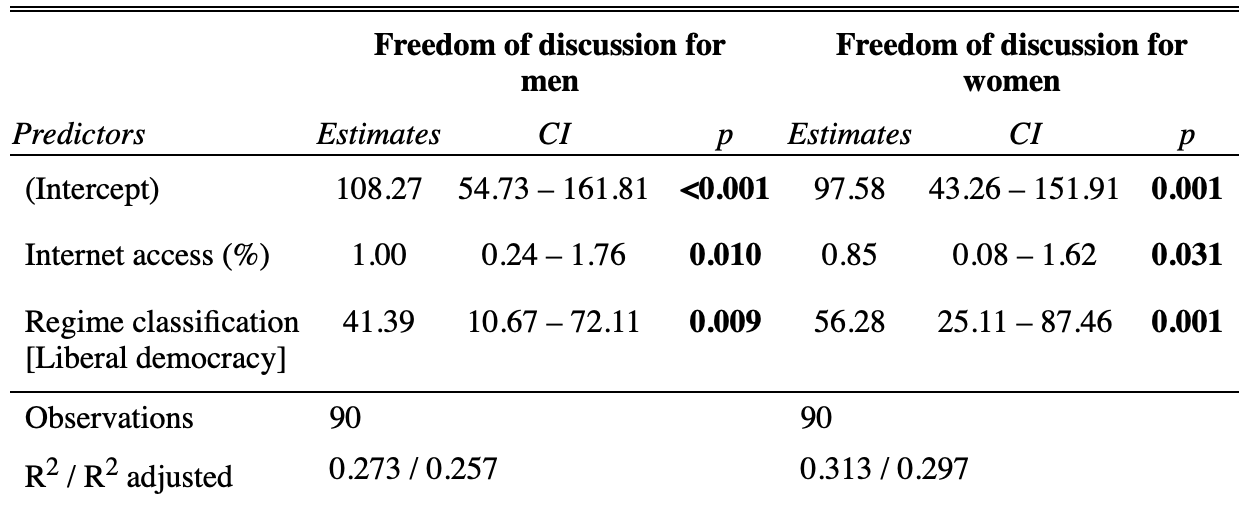 Freedom of discussion for men Freedom of discussion for women
Predictors Estimates CI p Estimates CI p
(Intercept) 108.27 54.73 – 161.81 <0.001 97.58 43.26 – 151.91 0.001
Internet access (%) 1.00 0.24 – 1.76 0.010 0.85 0.08 – 1.62 0.031
Regime classification 41.39 10.67 – 72.11 0.009 56.28 25.11 – 87.46 0.001
[Liberal democracy]
Observations 90 90
R² / R² adjusted 0.273 / 0.257 0.313 / 0.297